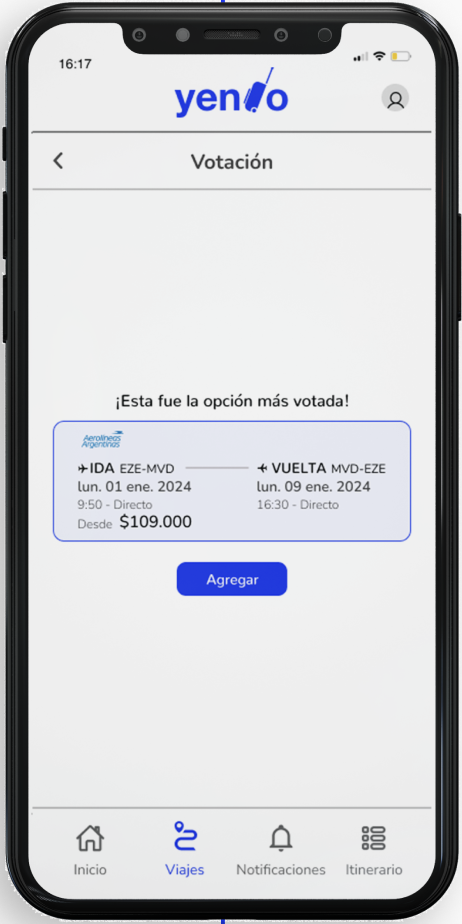 16:17
yendo
Votación
¡Esta fue la opción más votada!
Aerolíneas
Argentinas
IDA EZE-MVD
VUELTA MVD-EZE
lun. 01 ene. 2024
lun. 09 ene. 2024
9:50 - Directo
16:30 - Directo
Desde $109.000
Agregar
Inicio
Viajes
Notificaciones
Itinerario